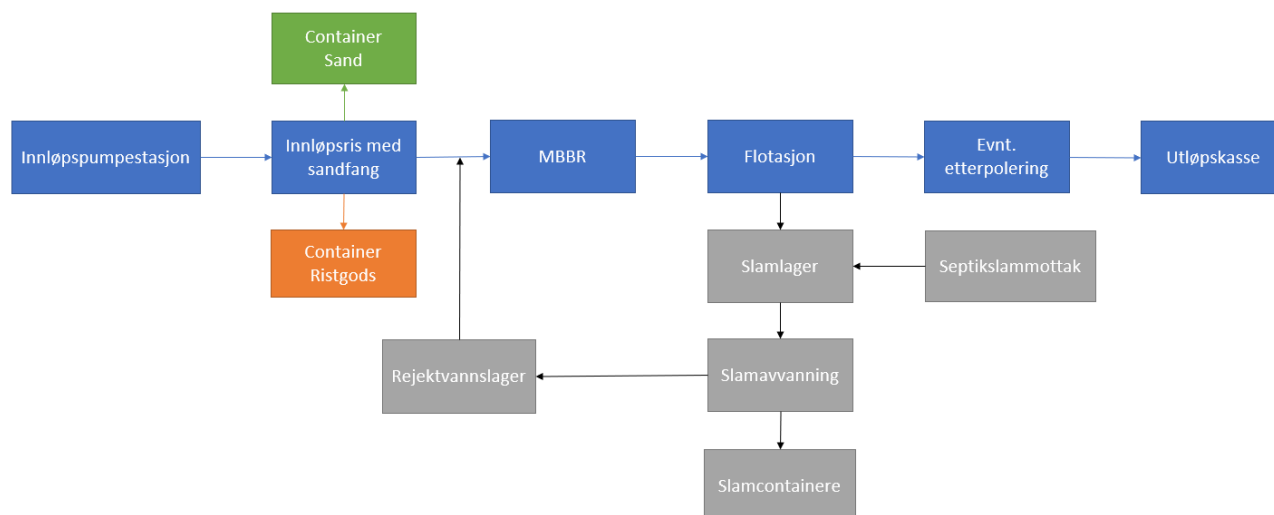 Container
Sand
Innløpspumpestasjon
Innløpsris med
sandfang
MBBR
Flotasjon
Evnt.
etterpolering
Utløpskasse
Container
Ristgods
Slamlager
Septikslammottak
Rejektvannslager
Slamavvanning
Slamcontainere